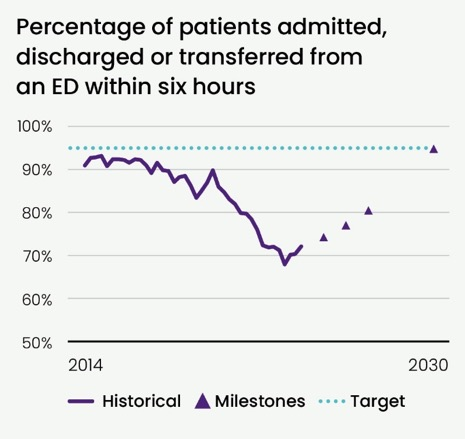 Percentage of patients admitted,
discharged or transferred from
an ED within six hours
100%
90%
80%
70%
60%
50%
2014 2030
Historical Milestones Target